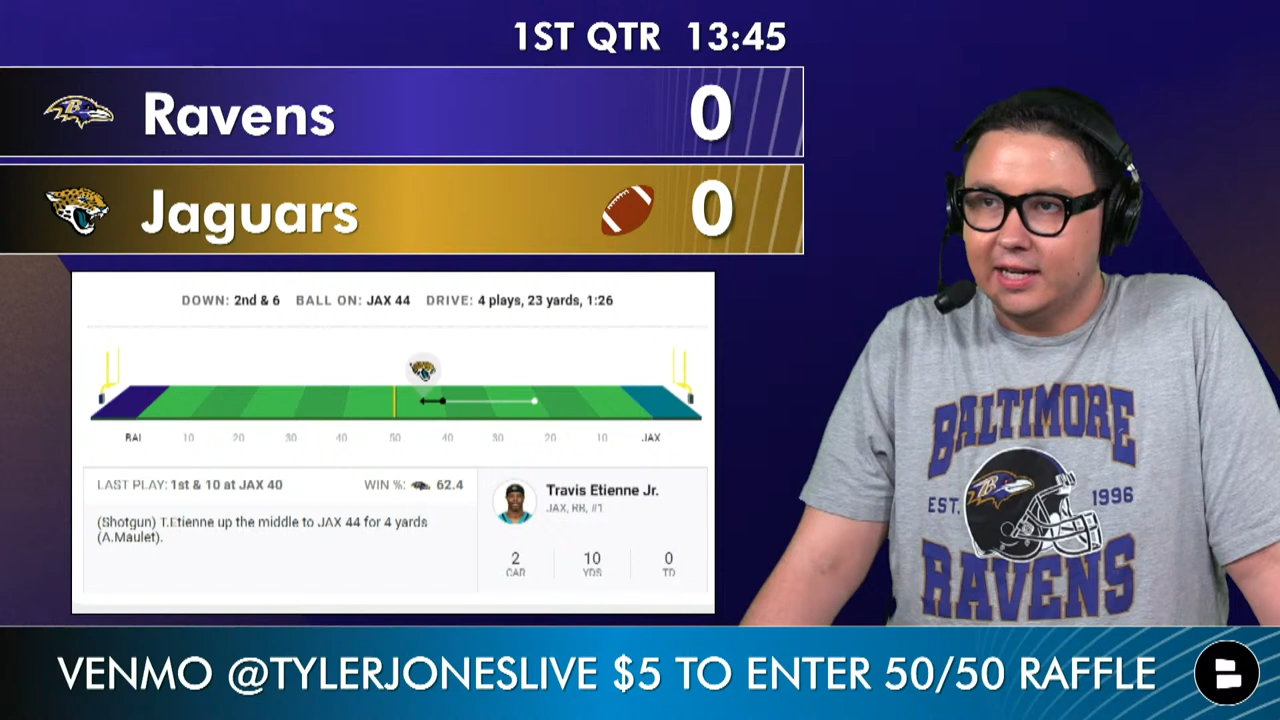 1ST QTR 13:45
Ravens 0
Jaguars 0
DOWN: 2nd & 6 BALL ON: JAX 44 DRIVE: 4 plays, 23 yards, 1:26
BAL 10 20 30 40 50 40 30 20 10 JAX
LAST PLAY: 1st & 10 at JAX 40 WIN %: 62.4
(Shotgun) T.Etienne up the middle to JAX 44 for 4 yards
(A.Maulet).
Travis Etienne Jr.
JAX, RB, #1
2 10 0
CAR YDS TD
BALTIMORE
EST. 1996
RAVENS
VENMO @TYLERJONESLIVE $5 TO ENTER 50/50 RAFFLE